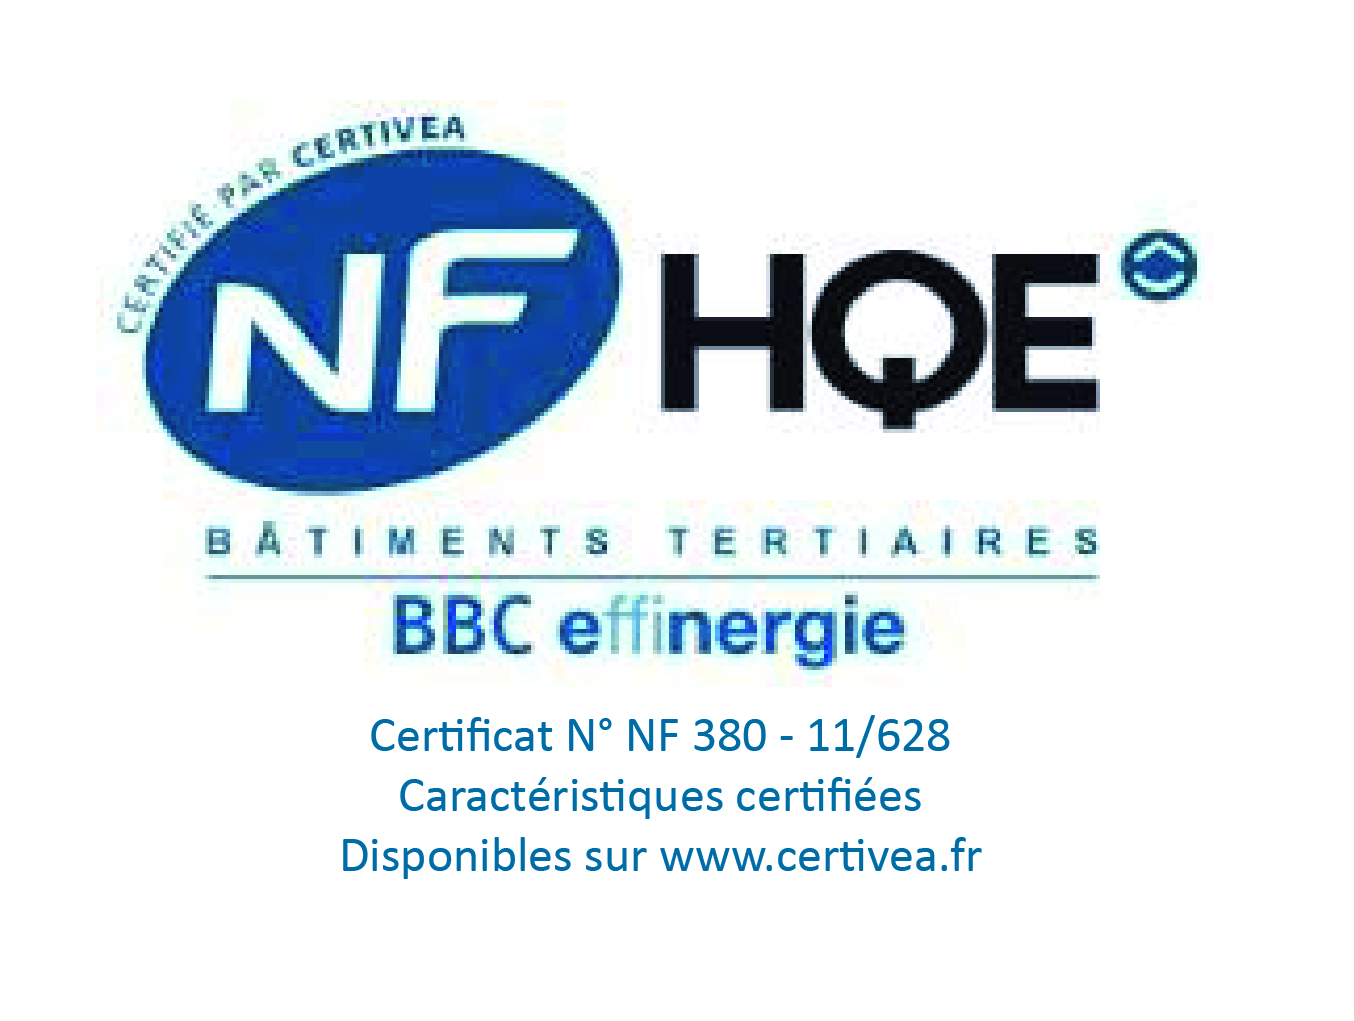 CERTIFIÉ PAR CERTIVEA
NF HQE
BÂTIMENTS TERTIAIRES
BBC effinergie
Certificat N° NF 380 - 11/628
Caractéristiques certifiées
Disponibles sur www.certivea.fr